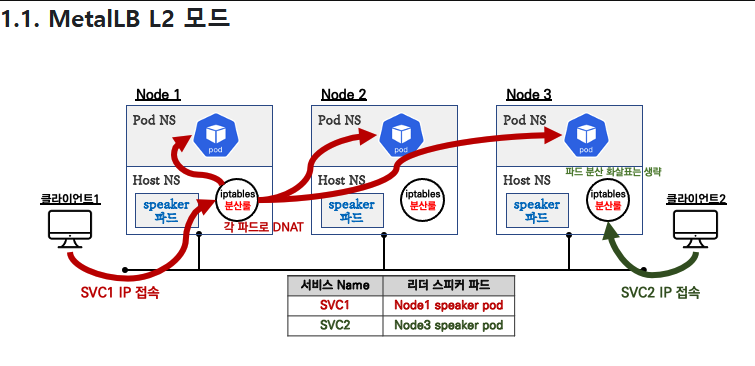 1.1. MetalLB L2 모드
Node 1
Node 2
Node 3
Pod NS
pod
Pod NS
pod
Pod NS
pod
Host NS
speaker
파드
iptables
분산룰
Host NS
speaker
파드
iptables
분산룰
Host NS
파드 분산 화살표는 생략
speaker
파드
iptables
분산룰
클라이언트1
클라이언트2
각 파드로 DNAT
SVC1 IP 접속
SVC2 IP 접속
서비스 Name 리더 스피커 파드
SVC1 Node1 speaker pod
SVC2 Node3 speaker pod